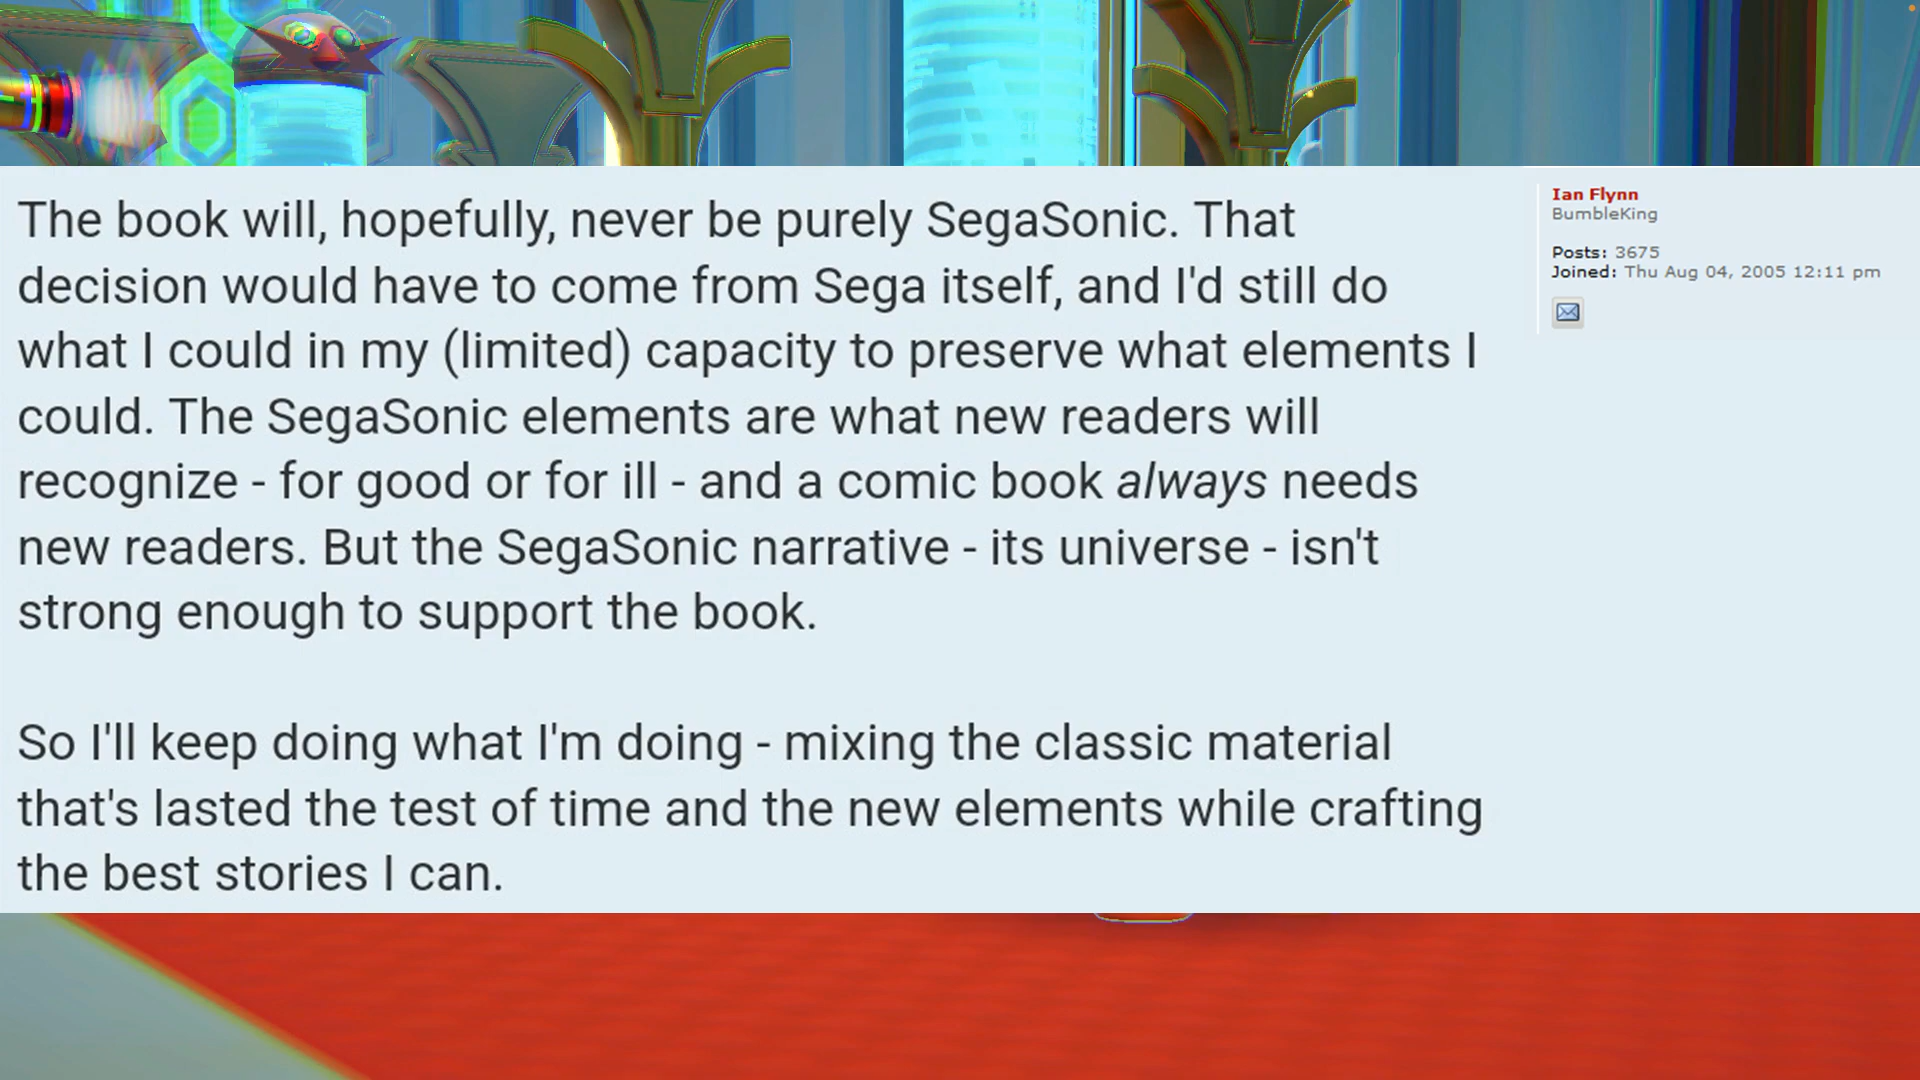 The book will, hopefully, never be purely SegaSonic. That
decision would have to come from Sega itself, and I'd still do
what I could in my (limited) capacity to preserve what elements I
could. The SegaSonic elements are what new readers will
recognize - for good or for ill - and a comic book always needs
new readers. But the SegaSonic narrative - its universe - isn't
strong enough to support the book.
So I'll keep doing what I'm doing - mixing the classic material
that's lasted the test of time and the new elements while crafting
the best stories I can.
Ian Flynn
BumbleKing
Posts: 3675
Joined: Thu Aug 04, 2005 12:11 pm